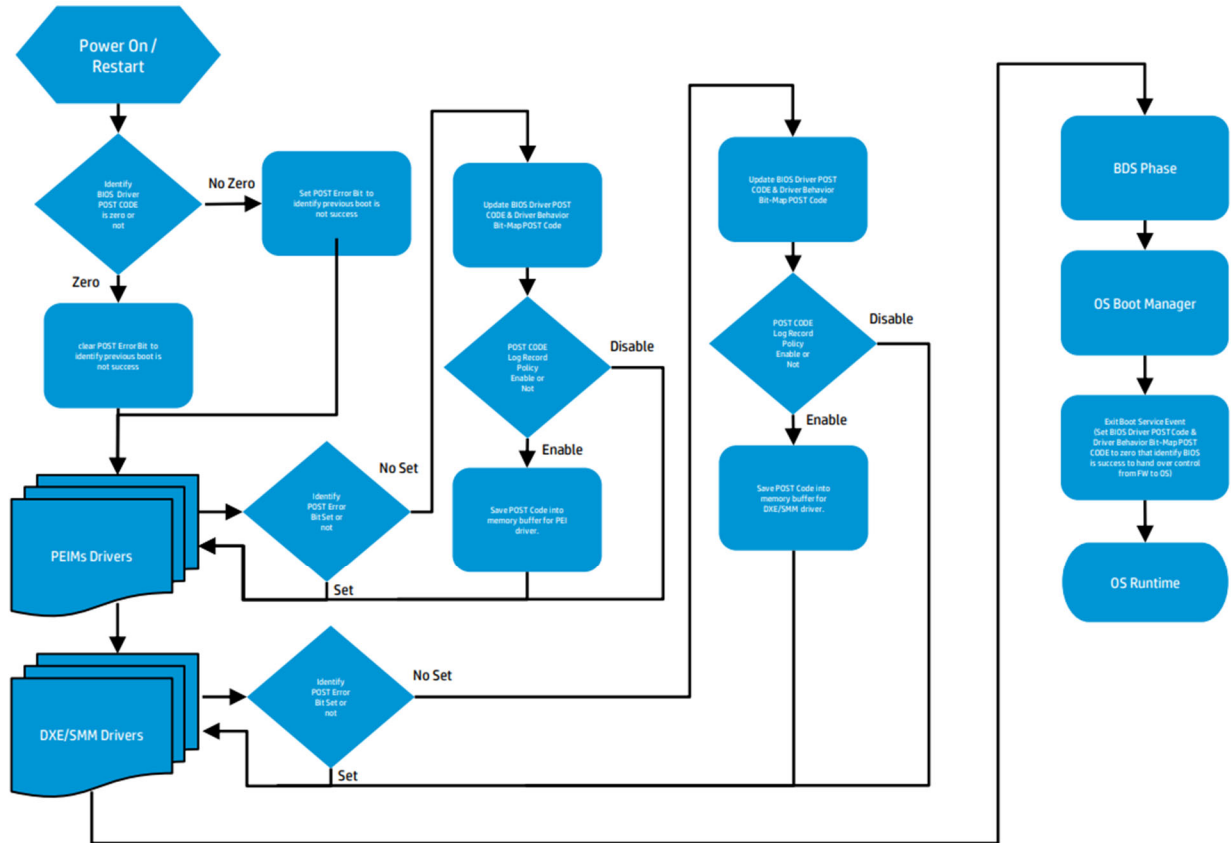 Power On /
Restart
Identify
BIOS Driver
POST CODE
is zero or
not
No Zero
Set POST Error Bit to
identify previous boot is
not success
Zero
clear POST Error Bit to
identify previous boot is
not success
PEIMs Drivers
Identify
POST Error
Bit Set or
not
No Set
Set
Update BIOS Driver POST
CODE & Driver Behavior
Bit-Map POST Code
POST CODE
Log Record
Policy
Enable or
Not
Disable
Enable
Save POST Code into
memory buffer for PEI
driver.
DXE/SMM Drivers
Identify
POST Error
Bit Set or
not
No Set
Set
Update BIOS Driver POST
CODE & Driver Behavior
Bit-Map POST Code
POST CODE
Log Record
Policy
Enable or
Not
Disable
Enable
Save POST Code into
memory buffer for
DXE/SMM driver.
BDS Phase
OS Boot Manager
Exit Boot Service Event
(Set BIOS Driver POST Code &
Driver Behavior Bit-Map POST
CODE to zero that identify BIOS
is success to hand over control
from FW to OS)
OS Runtime